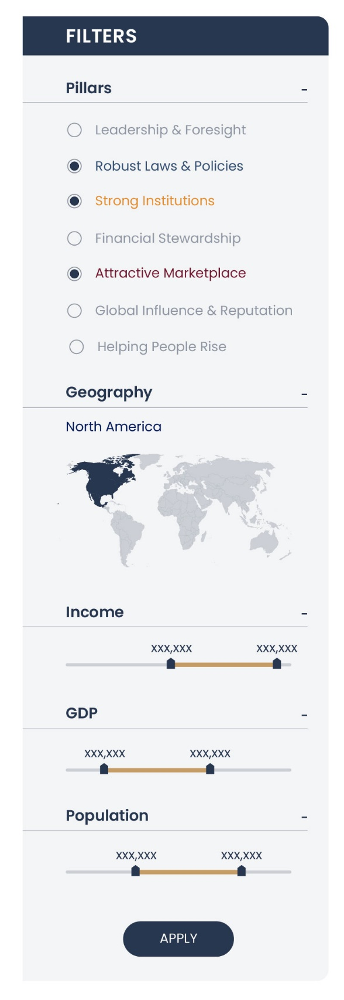 FILTERS
Pillars -
Leadership & Foresight
Robust Laws & Policies
Strong Institutions
Financial Stewardship
Attractive Marketplace
Global Influence & Reputation
Helping People Rise
Geography -
North America
Income -
xxx,xxx xxx,xxx
GDP -
xxx,xxx xxx,xxx
Population -
xxx,xxx xxx,xxx
APPLY